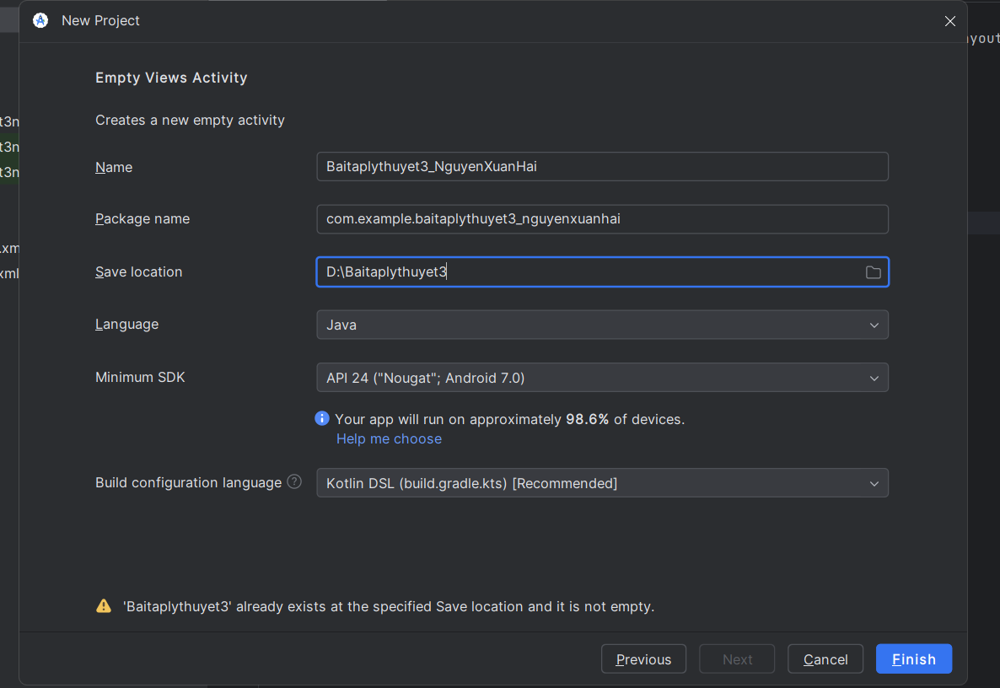 New Project
yout
Empty Views Activity
Creates a new empty activity
t3n
t3n
t3n
Name
Baitaplythuyet3_NguyenXuanHai
Package name
com.example.baitaplythuyet3_nguyenxuanhai
.xm
xml
Save location
D:\Baitaplythuyet3
Language
Java
Minimum SDK
API 24 ("Nougat"; Android 7.0)
Your app will run on approximately 98.6% of devices.
Help me choose
Build configuration language ?
Kotlin DSL (build.gradle.kts) [Recommended]
'Baitaplythuyet3' already exists at the specified Save location and it is not empty.
Previous
Next
Cancel
Finish